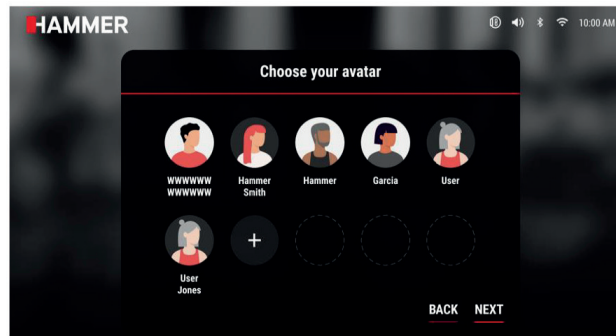 HAMMER
10:00 AM
Choose your avatar
WWWWWW
WWWWWW
Hammer
Smith
Hammer
Garcia
User
User
Jones
+
BACK NEXT